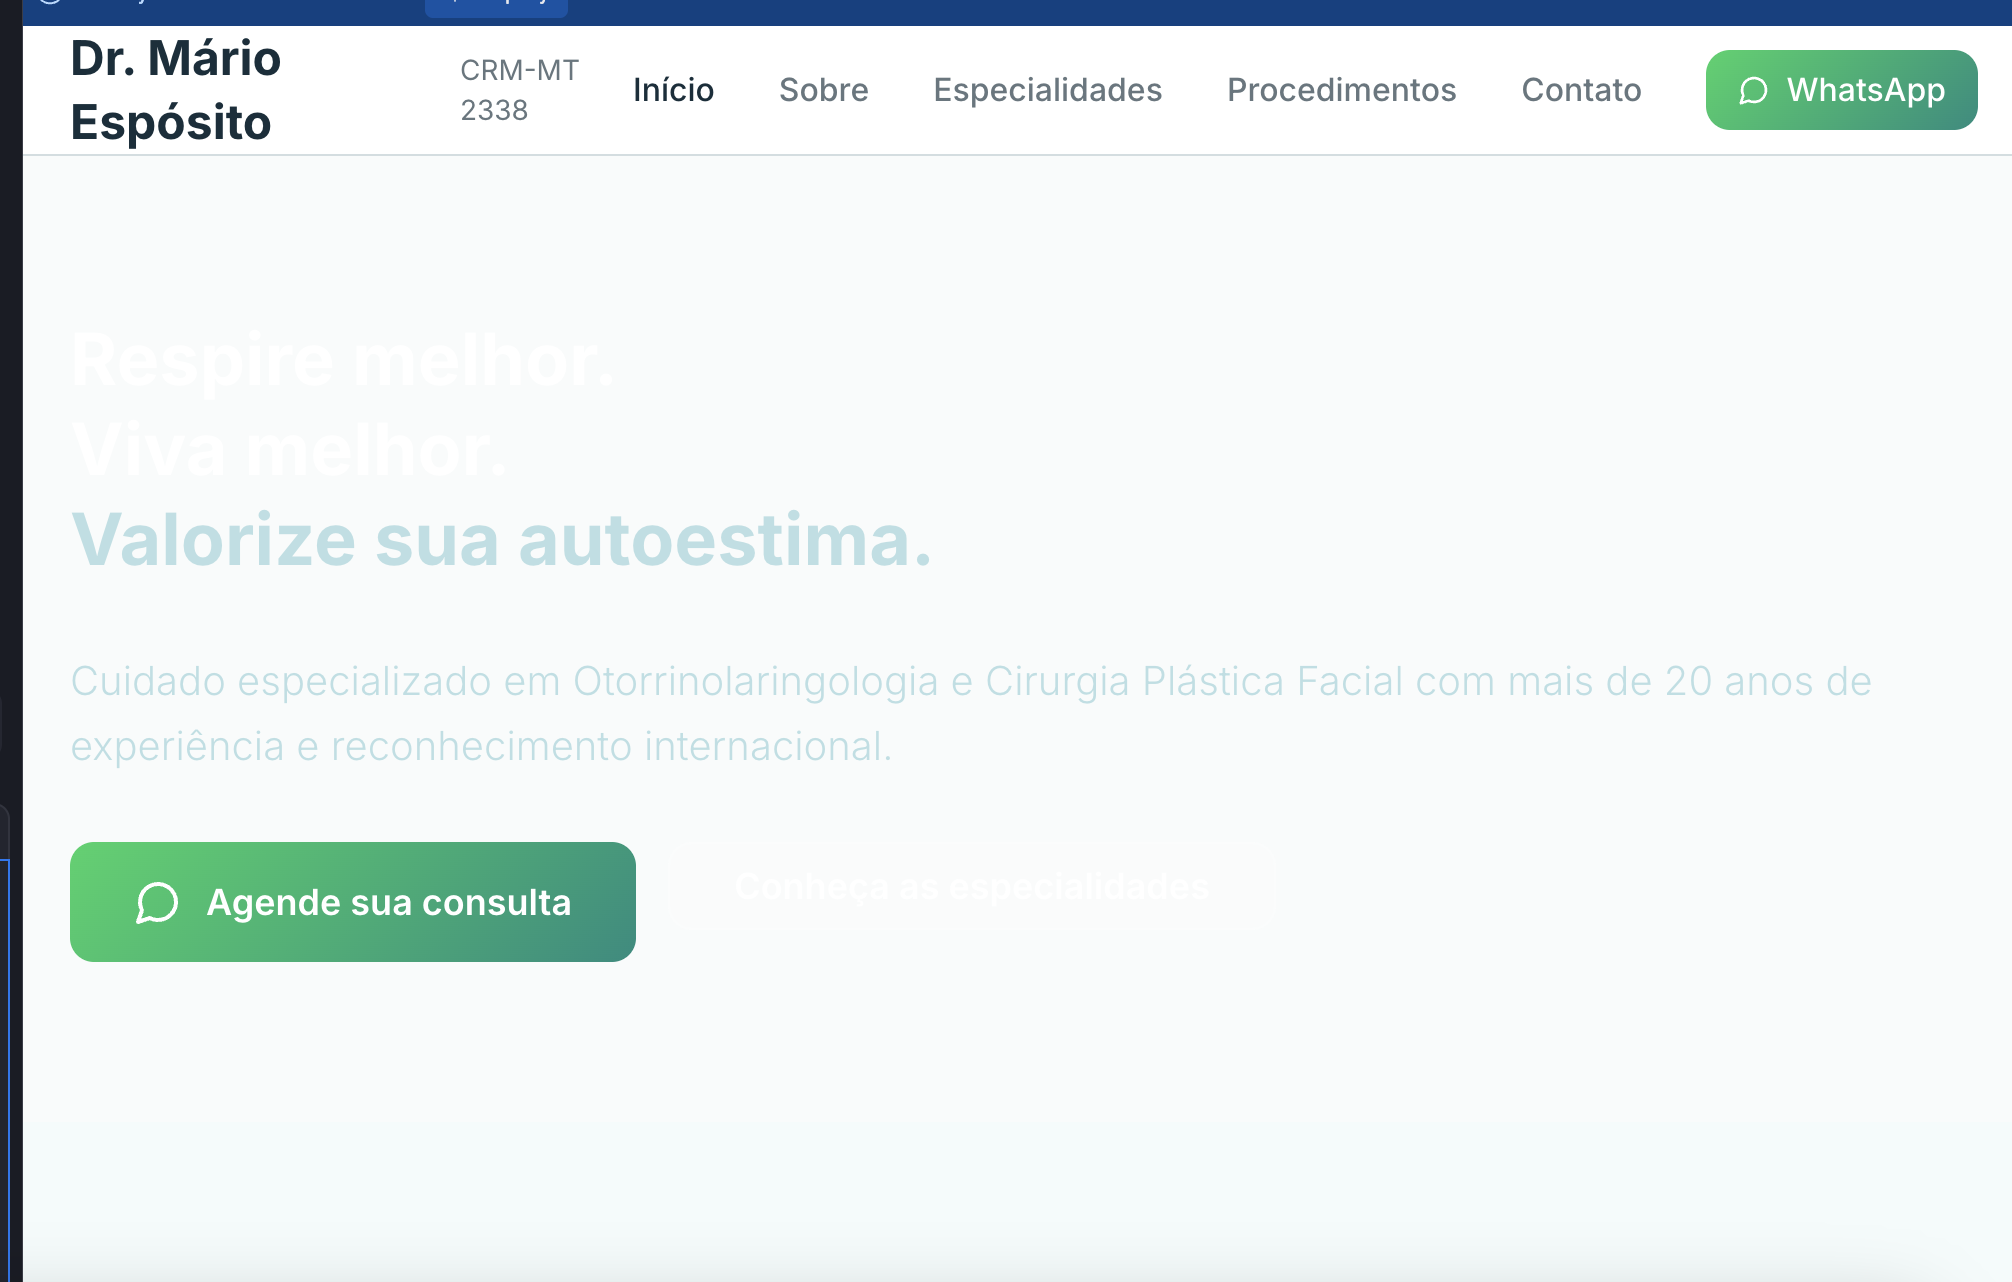 Dr. Mário
Espósito
CRM-MT
2338
Início
Sobre
Especialidades
Procedimentos
Contato
WhatsApp
Respire melhor.
Viva melhor.
Valorize sua autoestima.
Cuidado especializado em Otorrinolaringologia e Cirurgia Plástica Facial com mais de 20 anos de
experiência e reconhecimento internacional.
Agende sua consulta
Conheça as especialidades